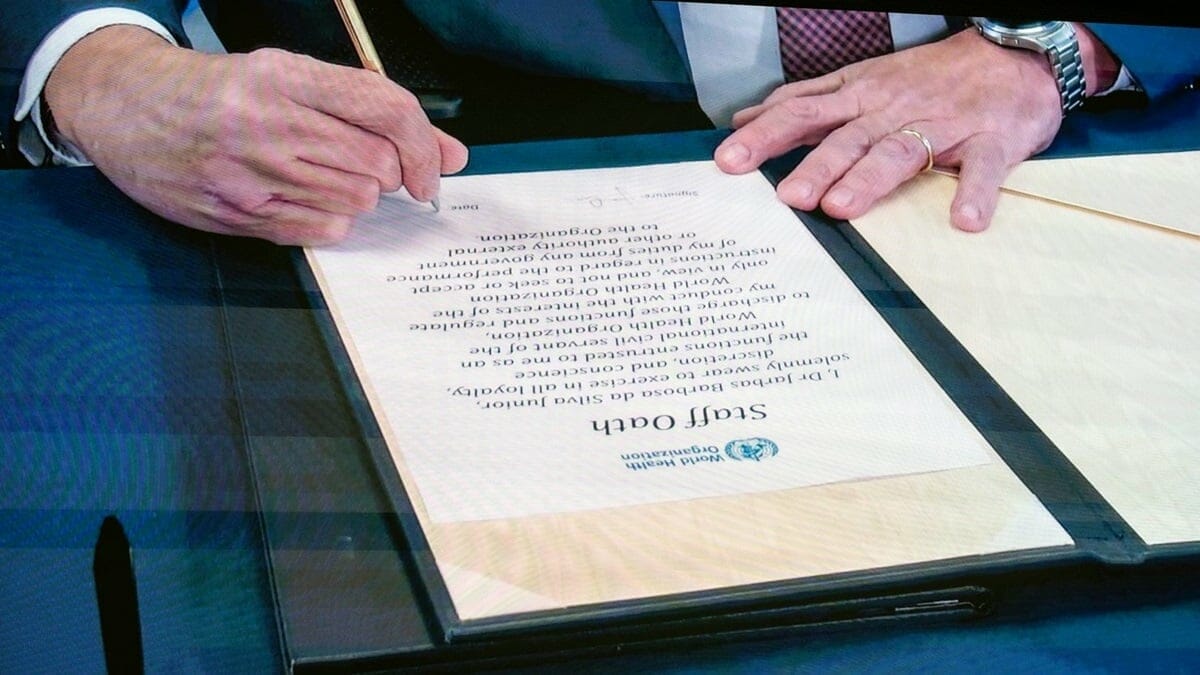 World Health
Organization
Staff Oath
I, Dr Jarbas Barbosa da Silva Junior,
solemnly swear to exercise in all loyalty,
discretion, and conscience
the functions entrusted to me as an
international civil servant of the
World Health Organization,
to discharge those functions and regulate
my conduct with the interests of the
World Health Organization
only in view, and not to seek or accept
instructions in regard to the performance
of my duties from any government
or other authority external
to the Organization.
Signature: Date